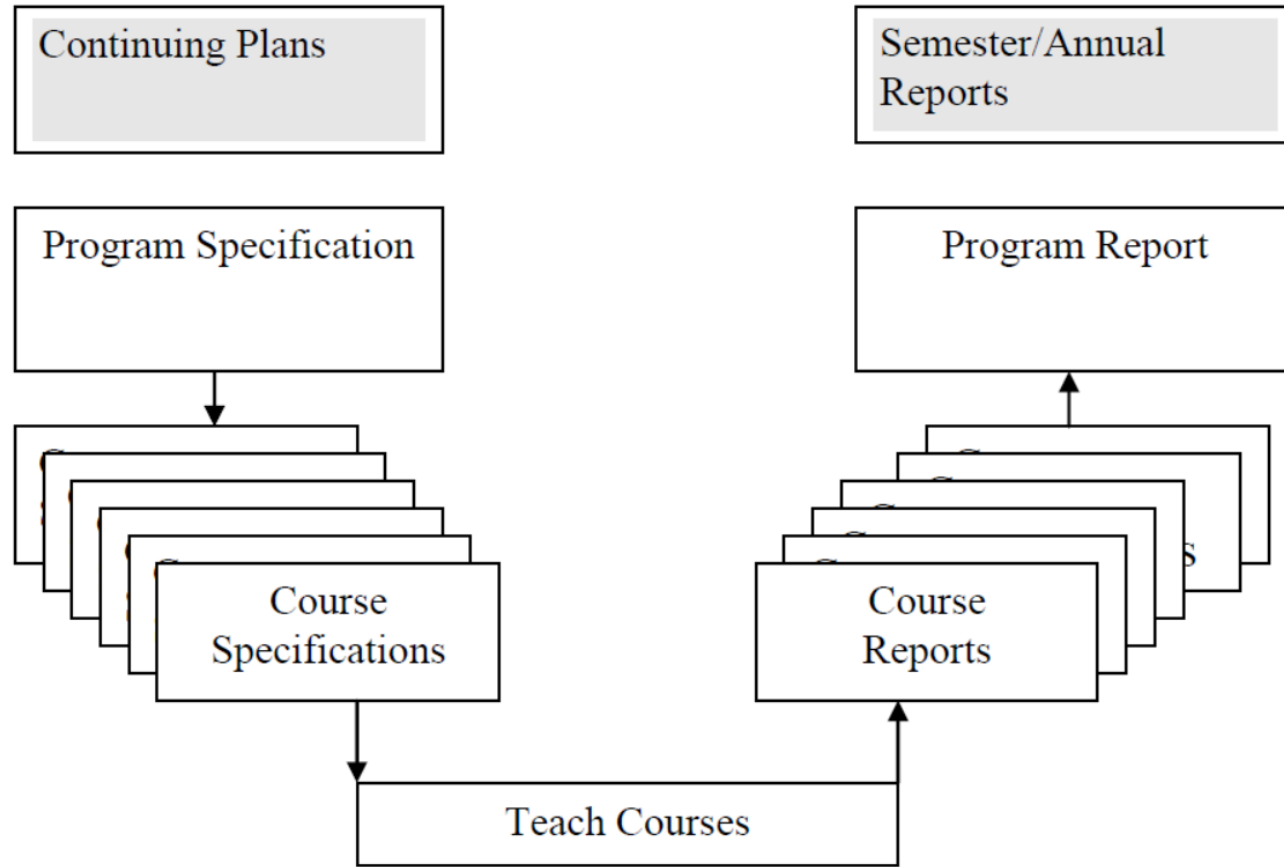 Continuing Plans
Semester/Annual
Reports
Program Specification
Program Report
Course
Specifications
Course
Reports
Teach Courses